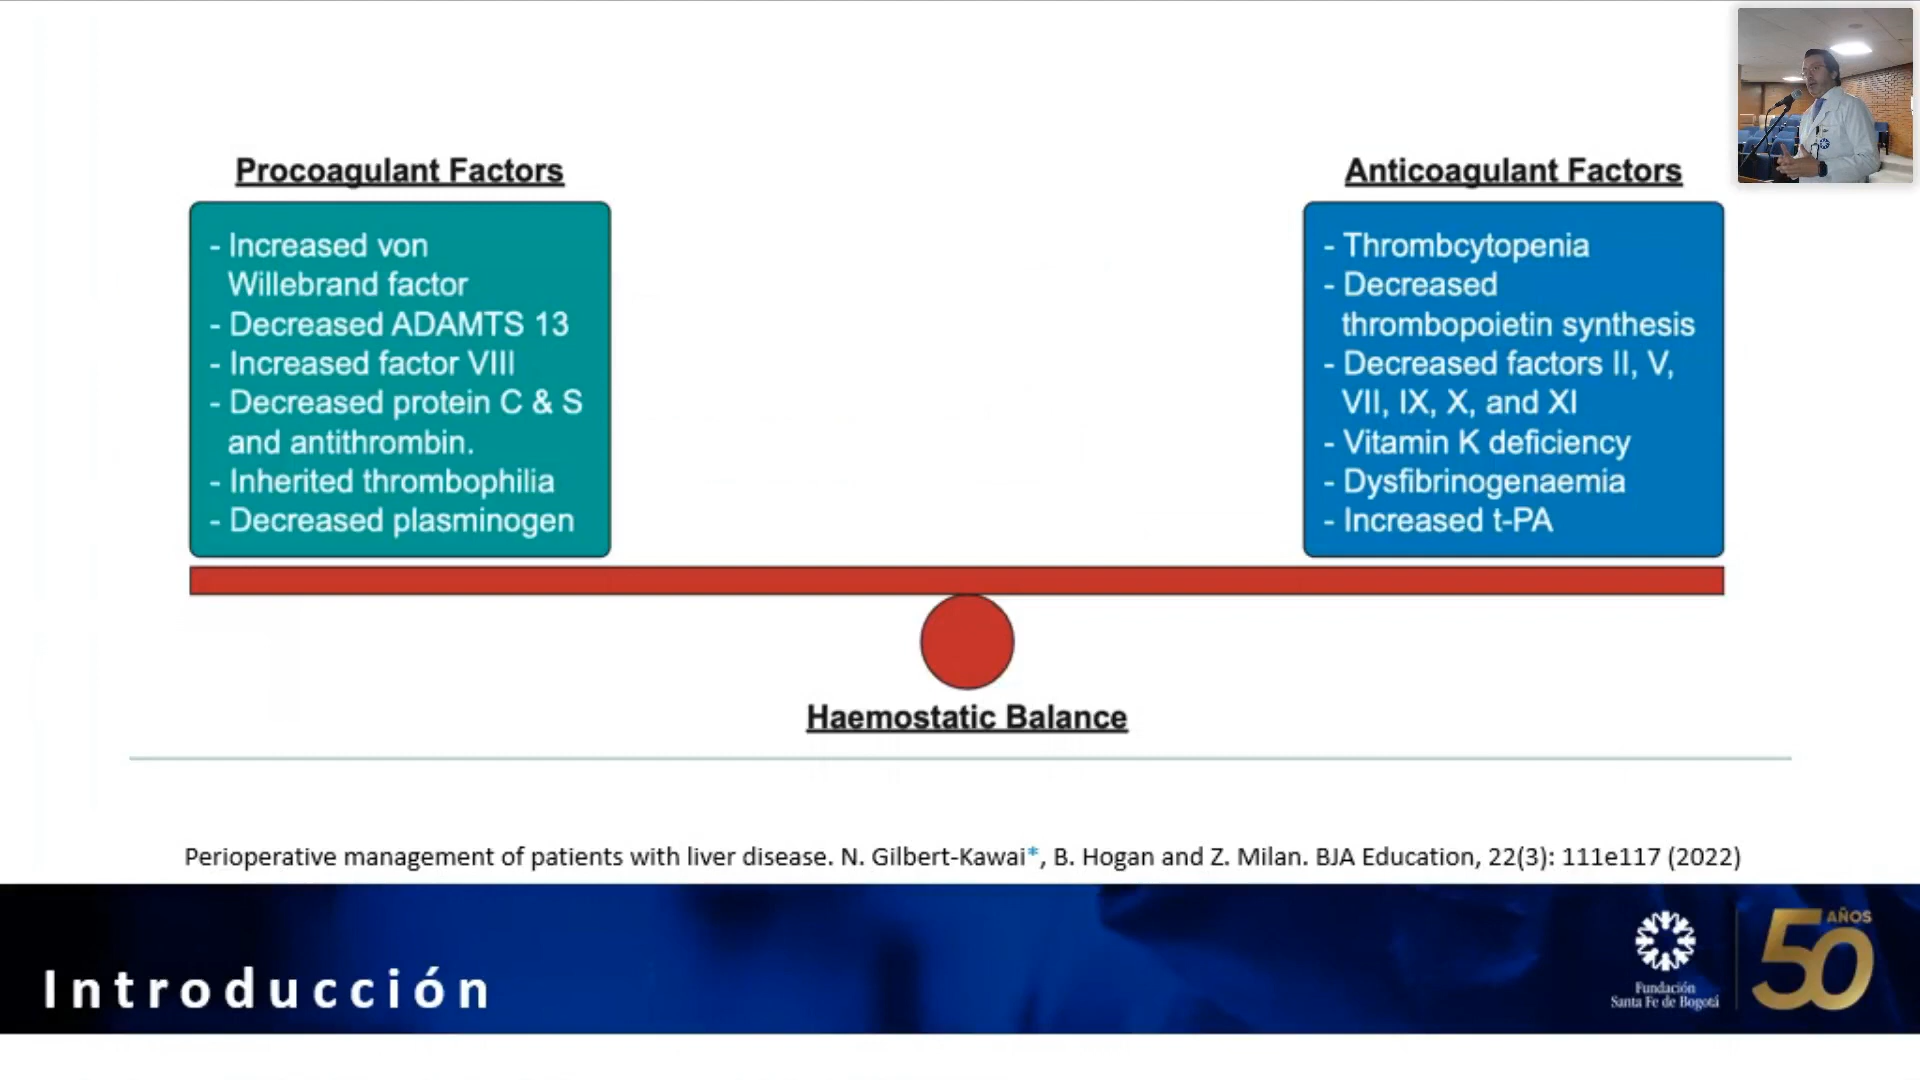 Procoagulant Factors
- Increased von
Willebrand factor
- Decreased ADAMTS 13
- Increased factor VIII
- Decreased protein C & S
and antithrombin.
- Inherited thrombophilia
- Decreased plasminogen
Anticoagulant Factors
- Thrombcytopenia
- Decreased
thrombopoietin synthesis
- Decreased factors II, V,
VII, IX, X, and XI
- Vitamin K deficiency
- Dysfibrinogenaemia
- Increased t-PA
Haemostatic Balance
Perioperative management of patients with liver disease. N. Gilbert-Kawai*, B. Hogan and Z. Milan. BJA Education, 22(3): 111e117 (2022)
Introducción
Fundación
Santa Fe de Bogotá
50 AÑOS